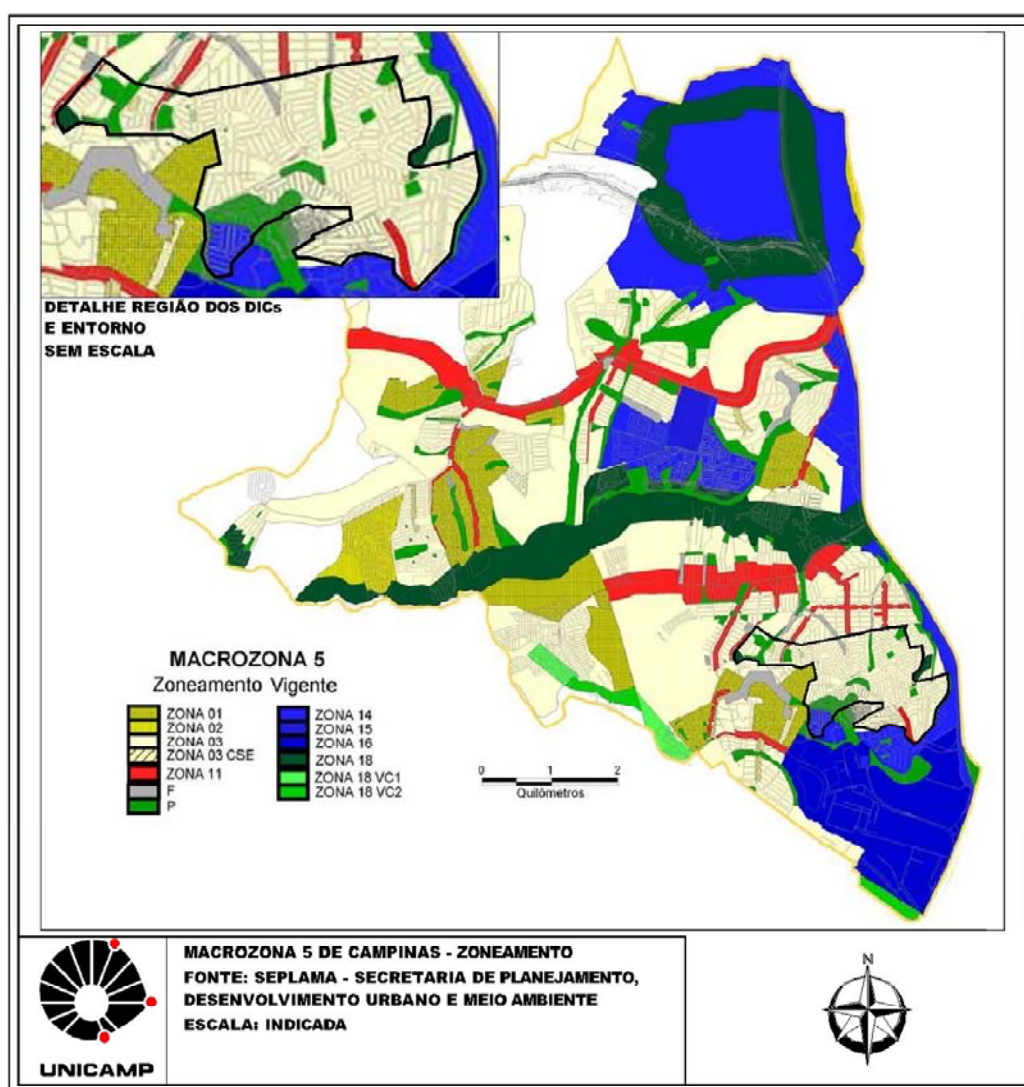 DETALHE REGIÃO DOS DICs
E ENTORNO
SEM ESCALA
MACROZONA 5
Zoneamento Vigente
ZONA 01
ZONA 02
ZONA 03
ZONA 03 CSE
ZONA 11
F
P
ZONA 14
ZONA 15
ZONA 16
ZONA 18
ZONA 18 VC1
ZONA 18 VC2
0 1 2
Quilômetros
UNICAMP
MACROZONA 5 DE CAMPINAS - ZONEAMENTO
FONTE: SEPLAMA - SECRETARIA DE PLANEJAMENTO,
DESENVOLVIMENTO URBANO E MEIO AMBIENTE
ESCALA: INDICADA
N